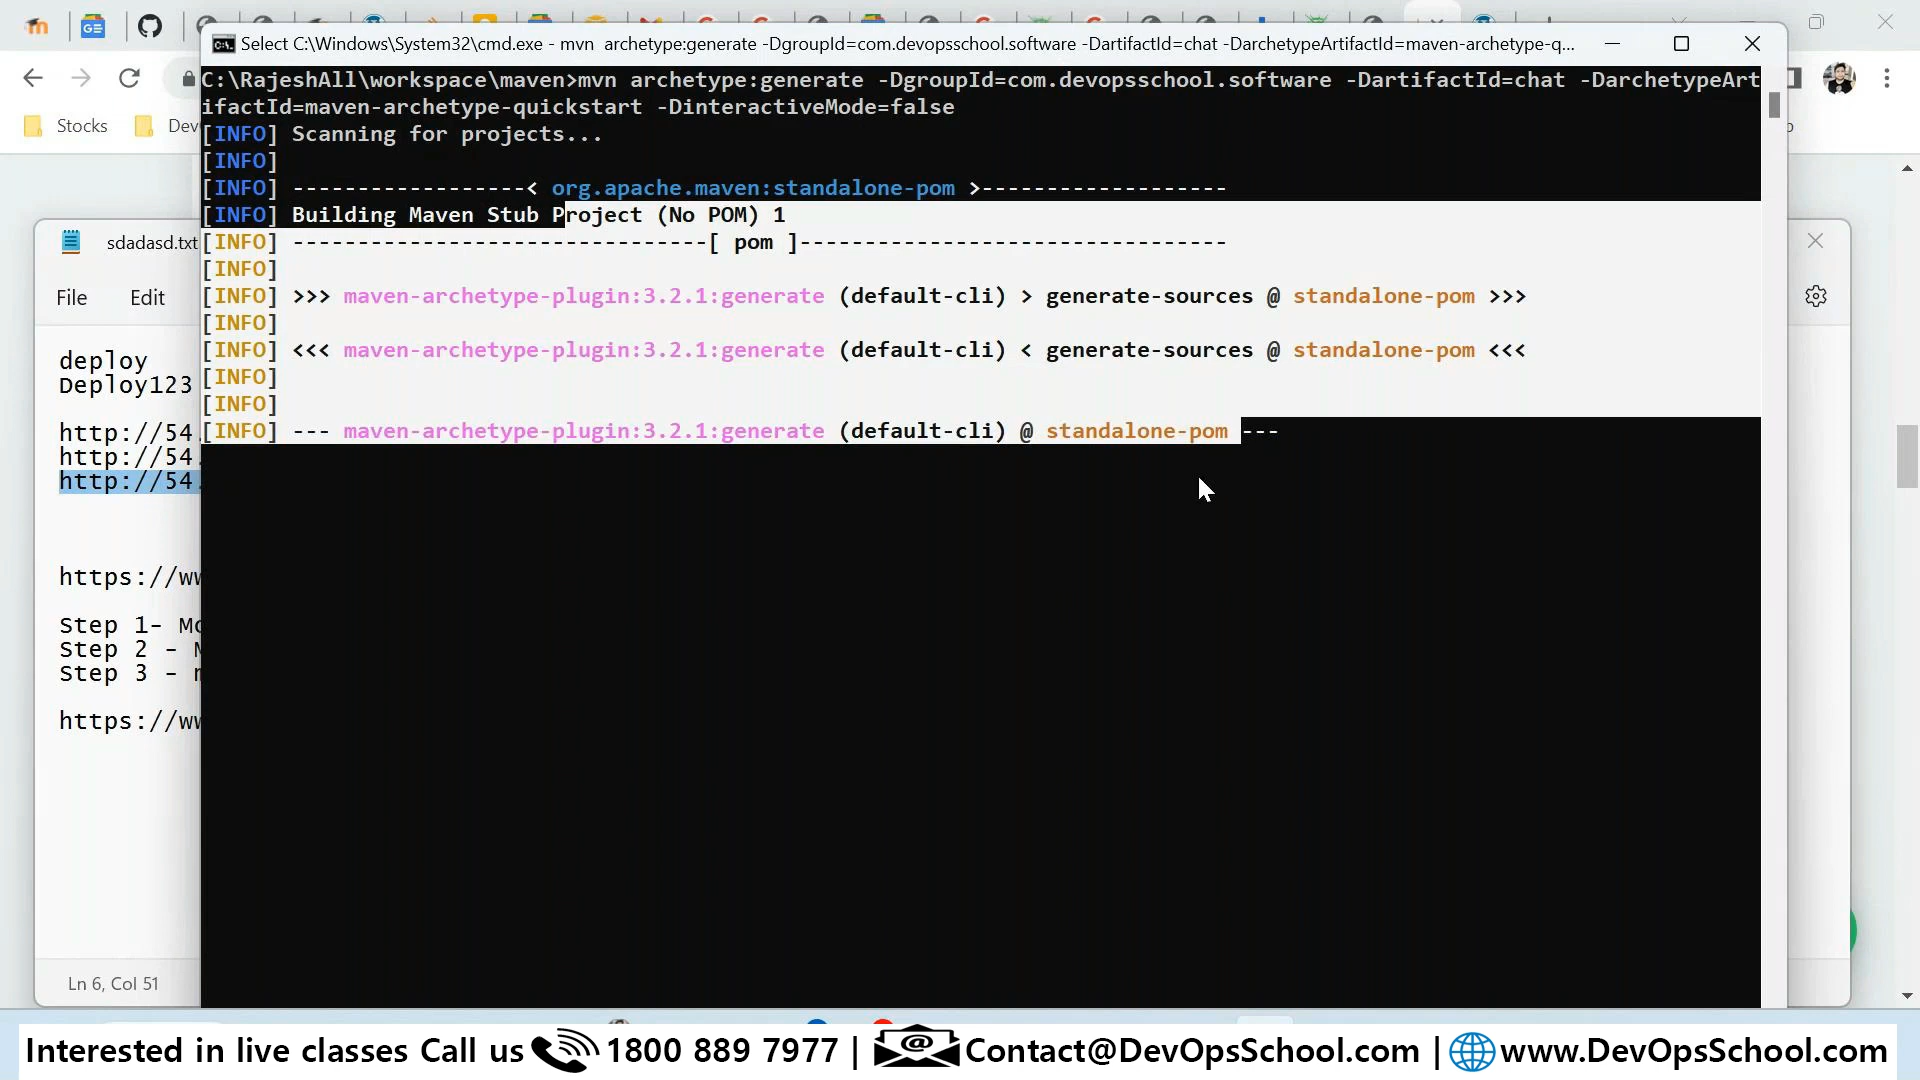 Select C:\Windows\System32\cmd.exe - mvn archetype:generate -DgroupId=com.devopsschool.software -DartifactId=chat -DarchetypeArtifactId=maven-archetype-q...
C:\RajeshAll\workspace\maven>mvn archetype:generate -DgroupId=com.devopsschool.software -DartifactId=chat -DarchetypeArt
ifactId=maven-archetype-quickstart -DinteractiveMode=false
[INFO] Scanning for projects...
[INFO]
[INFO] ------------------< org.apache.maven:standalone-pom >-------------------
[INFO] Building Maven Stub Project (No POM) 1
[INFO] --------------------------------[ pom ]---------------------------------
[INFO]
[INFO] >>> maven-archetype-plugin:3.2.1:generate (default-cli) > generate-sources @ standalone-pom >>>
[INFO]
[INFO] <<< maven-archetype-plugin:3.2.1:generate (default-cli) < generate-sources @ standalone-pom <<<
[INFO]
[INFO]
[INFO] --- maven-archetype-plugin:3.2.1:generate (default-cli) @ standalone-pom ---
Stocks
Dev
sdadasd.txt
File Edit
deploy
Deploy123
http://54.
http://54.
http://54.
https://ww
Step 1- Mo
Step 2 -
Step 3 -
https://ww
Ln 6, Col 51
Interested in live classes Call us 1800 889 7977 | Contact@DevOpsSchool.com | www.DevOpsSchool.com